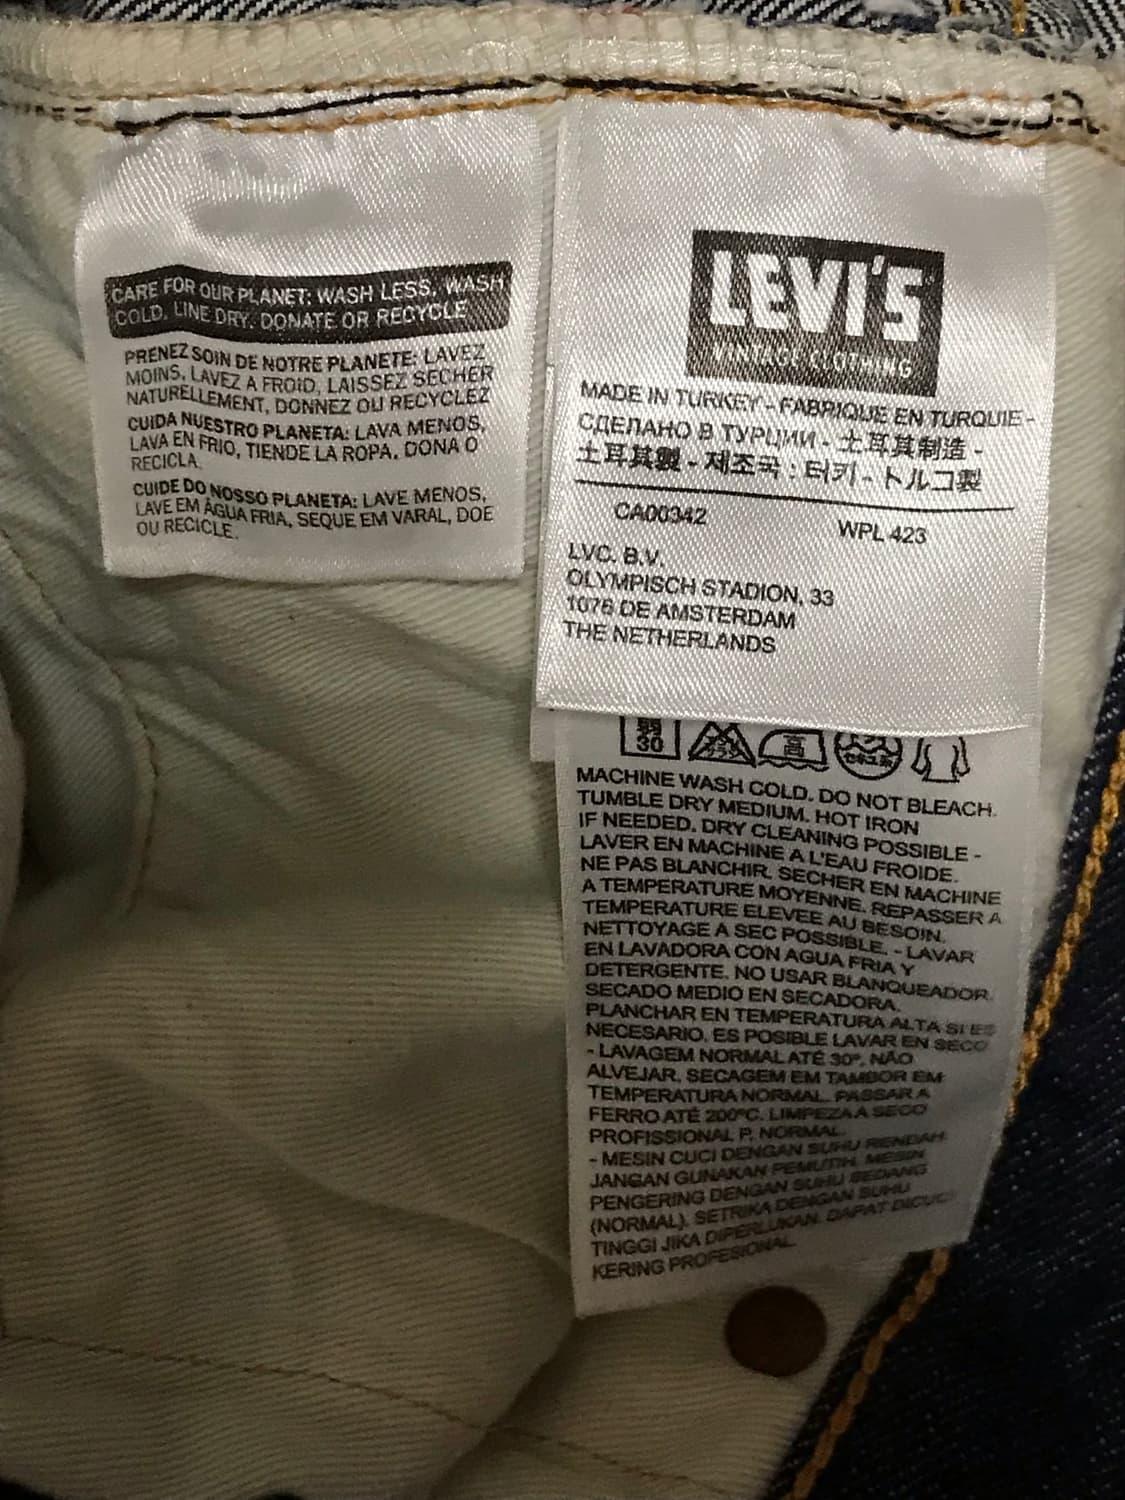 CARE FOR OUR PLANET: WASH LESS, WASH
COLD, LINE DRY, DONATE OR RECYCLE
PRENEZ SOIN DE NOTRE PLANETE: LAVEZ
MOINS, LAVEZ A FROID, LAISSEZ SECHER
NATURELLEMENT, DONNEZ OU RECYCLEZ
CUIDA NUESTRO PLANETA: LAVA MENOS,
LAVA EN FRIO, TIENDE LA ROPA, DONA O
RECICLA.
CUIDE DO NOSSO PLANETA: LAVE MENOS,
LAVE EM ÁGUA FRIA, SEQUE EM VARAL, DOE
OU RECICLE.
LEVI'S
VINTAGE CLOTHING
MADE IN TURKEY - FABRIQUE EN TURQUIE -
СДЕЛАНО В ТУРЦИИ - 土耳其制造 -
土耳其製 - 제조국 : 터키 - トルコ製
CA00342 WPL 423
LVC. B.V.
OLYMPISCH STADION, 33
1076 DE AMSTERDAM
THE NETHERLANDS
弱 30 高 セキユ系
MACHINE WASH COLD. DO NOT BLEACH.
TUMBLE DRY MEDIUM. HOT IRON
IF NEEDED. DRY CLEANING POSSIBLE -
LAVER EN MACHINE A L'EAU FROIDE.
NE PAS BLANCHIR. SECHER EN MACHINE
A TEMPERATURE MOYENNE. REPASSER A
TEMPERATURE ELEVEE AU BESOIN.
NETTOYAGE A SEC POSSIBLE. - LAVAR
EN LAVADORA CON AGUA FRIA Y
DETERGENTE. NO USAR BLANQUEADOR.
SECADO MEDIO EN SECADORA.
PLANCHAR EN TEMPERATURA ALTA SI ES
NECESARIO. ES POSIBLE LAVAR EN SECO
- LAVAGEM NORMAL ATÉ 30º. NÃO
ALVEJAR. SECAGEM EM TAMBOR EM
TEMPERATURA NORMAL. PASSAR A
FERRO ATÉ 200ºC. LIMPEZA A SECO
PROFISSIONAL P. NORMAL.
- MESIN CUCI DENGAN SUHU RENDAH.
JANGAN GUNAKAN PEMUTIH. MESIN
PENGERING DENGAN SUHU SEDANG
(NORMAL). SETRIKA DENGAN SUHU
TINGGI JIKA DIPERLUKAN. DAPAT DICUCI
KERING PROFESIONAL.